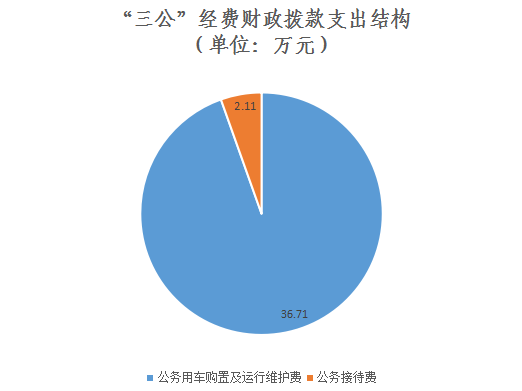 “三公”经费财政拨款支出结构
（单位：万元）
2.11
36.71
公务用车购置及运行维护费 公务接待费